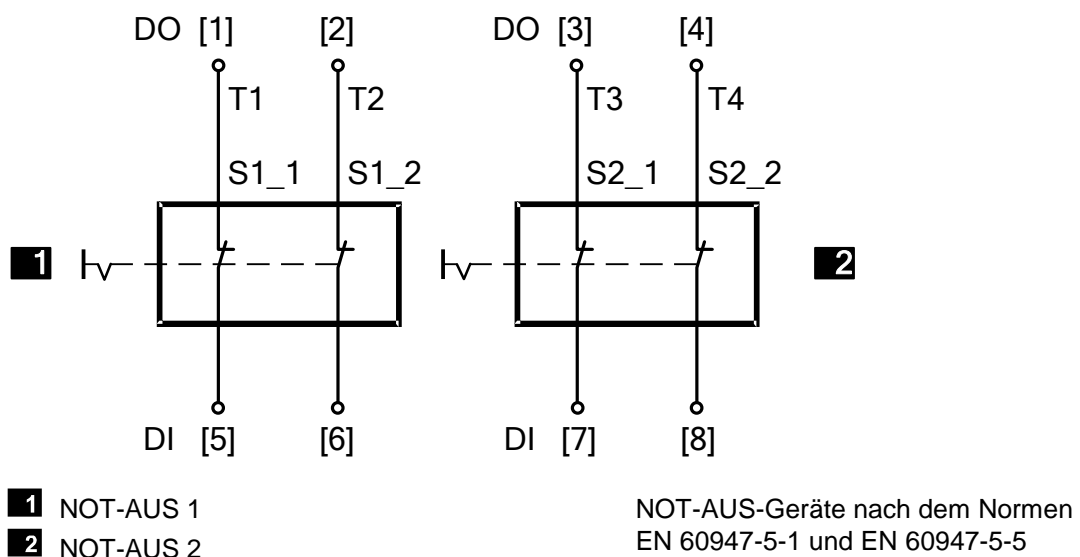 DO [1] [2] DO [3] [4]
T1 T2 T3 T4
S1_1 S1_2 S2_1 S2_2
1 2
DI [5] [6] DI [7] [8]
1 NOT-AUS 1
2 NOT-AUS 2
NOT-AUS-Geräte nach dem Normen
EN 60947-5-1 und EN 60947-5-5